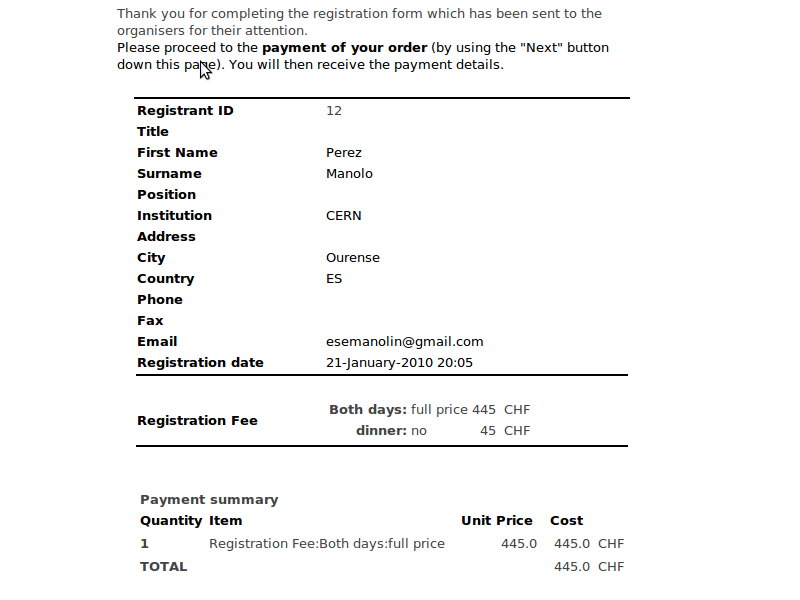 Thank you for completing the registration form which has been sent to the
organisers for their attention.
Please proceed to the payment of your order (by using the "Next" button
down this page). You will then receive the payment details.
Registrant ID 12
Title
First Name Perez
Surname Manolo
Position
Institution CERN
Address
City Ourense
Country ES
Phone
Fax
Email esemanolin@gmail.com
Registration date 21-January-2010 20:05
Registration Fee
Both days: full price 445 CHF
dinner: no 45 CHF
Payment summary
Quantity Item Unit Price Cost
1 Registration Fee:Both days:full price 445.0 445.0 CHF
TOTAL 445.0 CHF